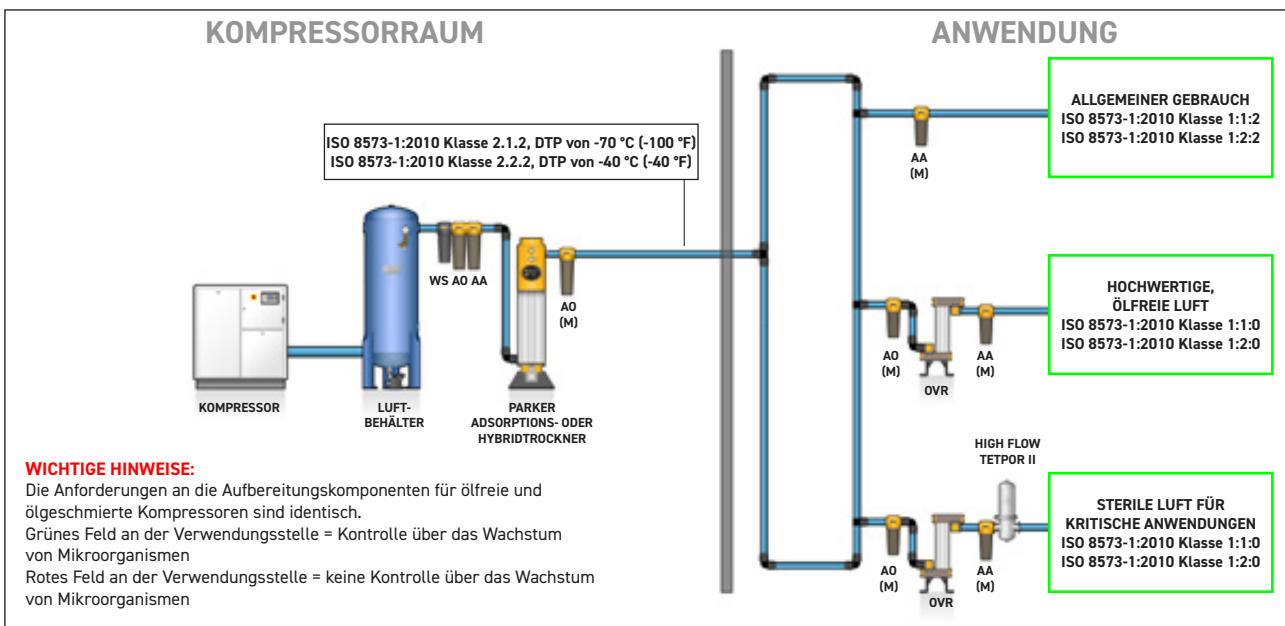 KOMPRESSORRAUM
ANWENDUNG
ISO 8573-1:2010 Klasse 2.1.2, DTP von -70 °C (-100 °F)
ISO 8573-1:2010 Klasse 2.2.2, DTP von -40 °C (-40 °F)
ALLGEMEINER GEBRAUCH
ISO 8573-1:2010 Klasse 1:1:2
ISO 8573-1:2010 Klasse 1:2:2
AA
(M)
WS AO AA
AO
(M)
KOMPRESSOR
LUFT-
BEHÄLTER
PARKER
ADSORPTIONS- ODER
HYBRIDTROCKNER
HOCHWERTIGE,
ÖLFREIE LUFT
ISO 8573-1:2010 Klasse 1:1:0
ISO 8573-1:2010 Klasse 1:2:0
AO
(M)
OVR
AA
(M)
HIGH FLOW
TETPOR II
STERILE LUFT FÜR
KRITISCHE ANWENDUNGEN
ISO 8573-1:2010 Klasse 1:1:0
ISO 8573-1:2010 Klasse 1:2:0
AO
(M)
OVR
AA
(M)
WICHTIGE HINWEISE:
Die Anforderungen an die Aufbereitungskomponenten für ölfreie und
ölgeschmierte Kompressoren sind identisch.
Grünes Feld an der Verwendungsstelle = Kontrolle über das Wachstum
von Mikroorganismen
Rotes Feld an der Verwendungsstelle = keine Kontrolle über das Wachstum
von Mikroorganismen